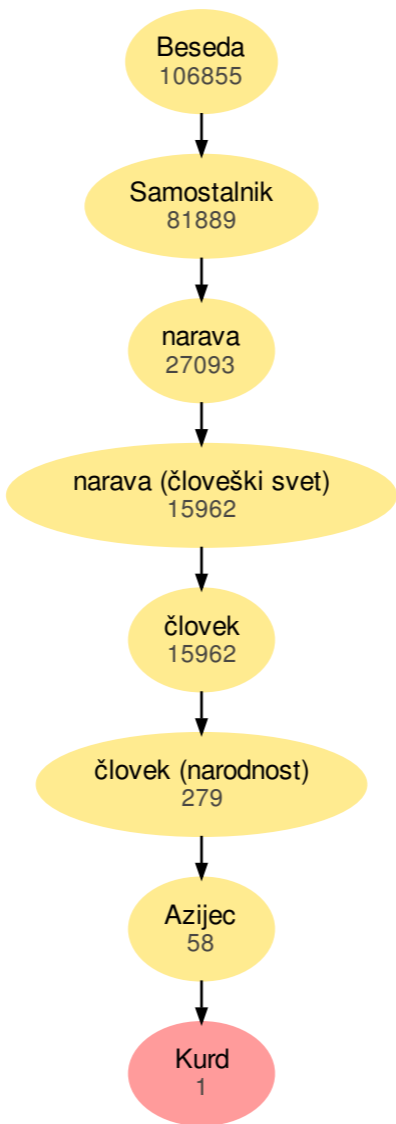 Beseda
106855
Samostalnik
81889
narava
27093
narava (človeški svet)
15962
človek
15962
človek (narodnost)
279
Azijec
58
Kurd
1